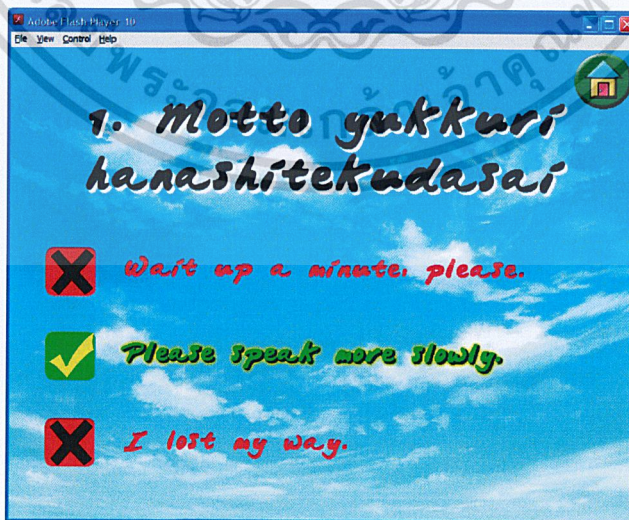 Adobe Flash Player 10
File View Control Help
1. Motto yukkuri
hanashitekudasai
Wait up a minute, please.
Please speak more slowly.
I lost my way.